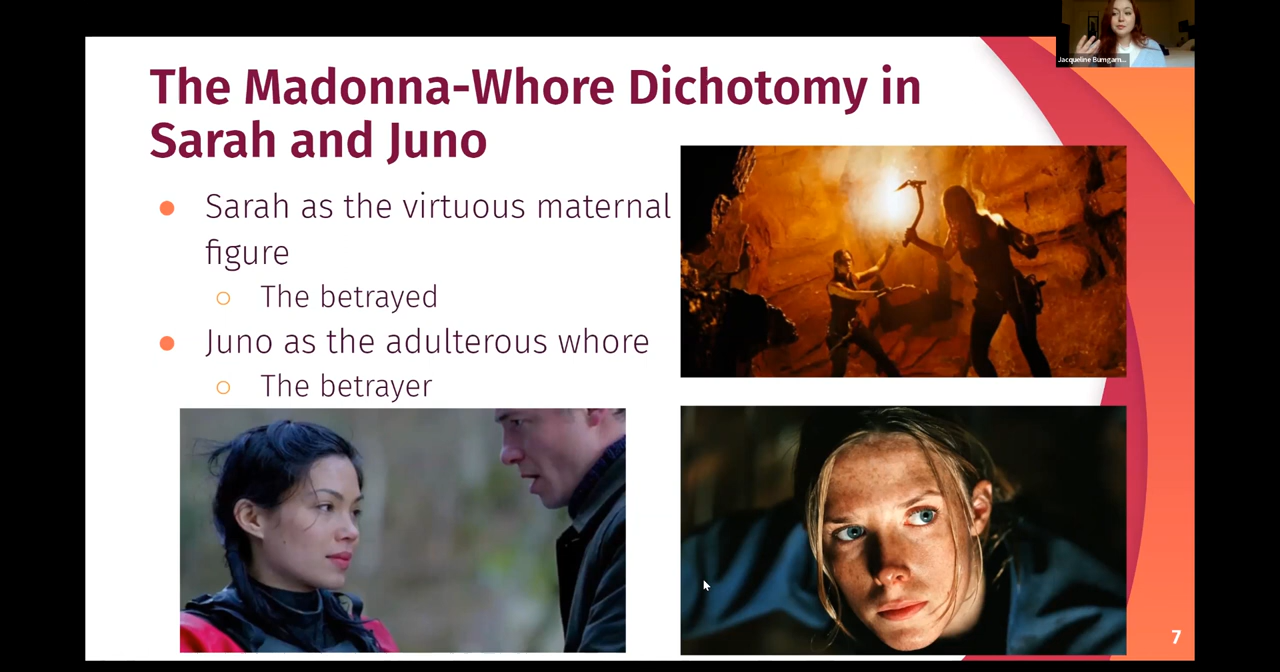 Jacqueline Bumgarn...
The Madonna-Whore Dichotomy in
Sarah and Juno
Sarah as the virtuous maternal
figure
The betrayed
Juno as the adulterous whore
The betrayer
7